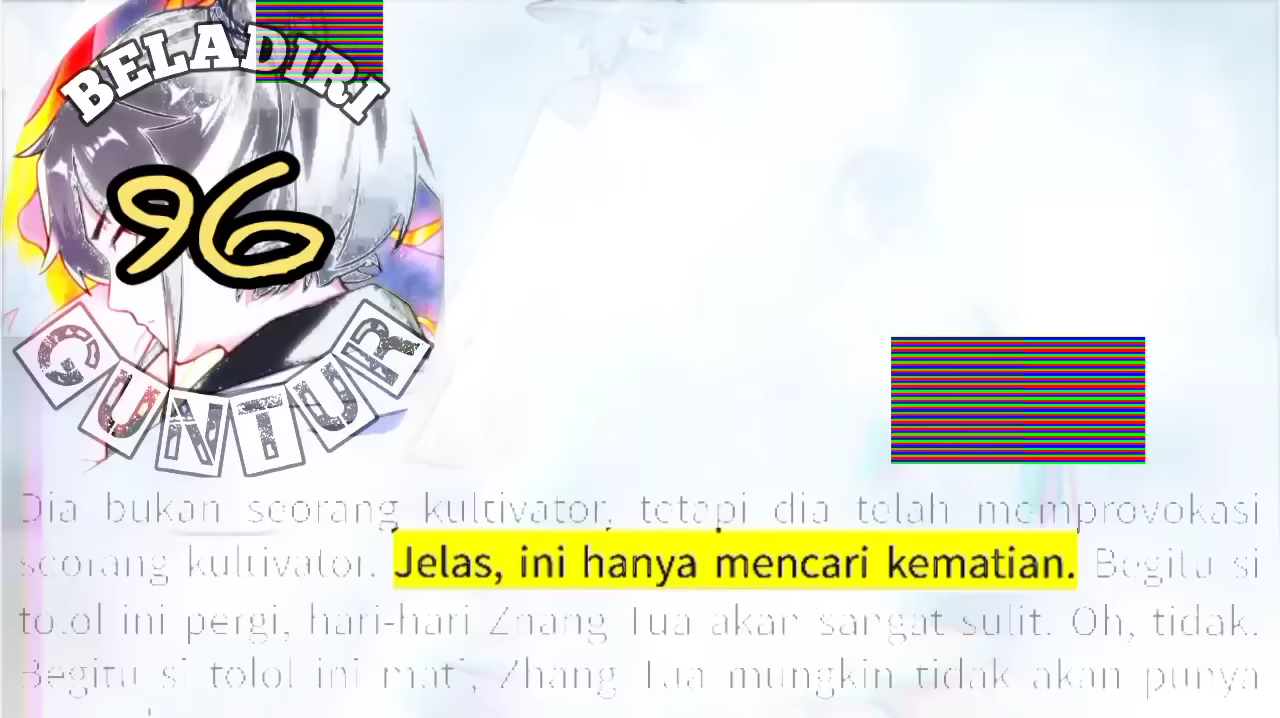 BELADIRI
96
GUNTUR
Dia bukan seorang kultivator, tetapi dia telah memprovokasi
seorang kultivator. Jelas, ini hanya mencari kematian. Begitu si
tolol ini pergi, hari-hari Zhang Tua akan sangat sulit. Oh, tidak.
Begitu si tolol ini mati, Zhang Tua mungkin tidak akan punya